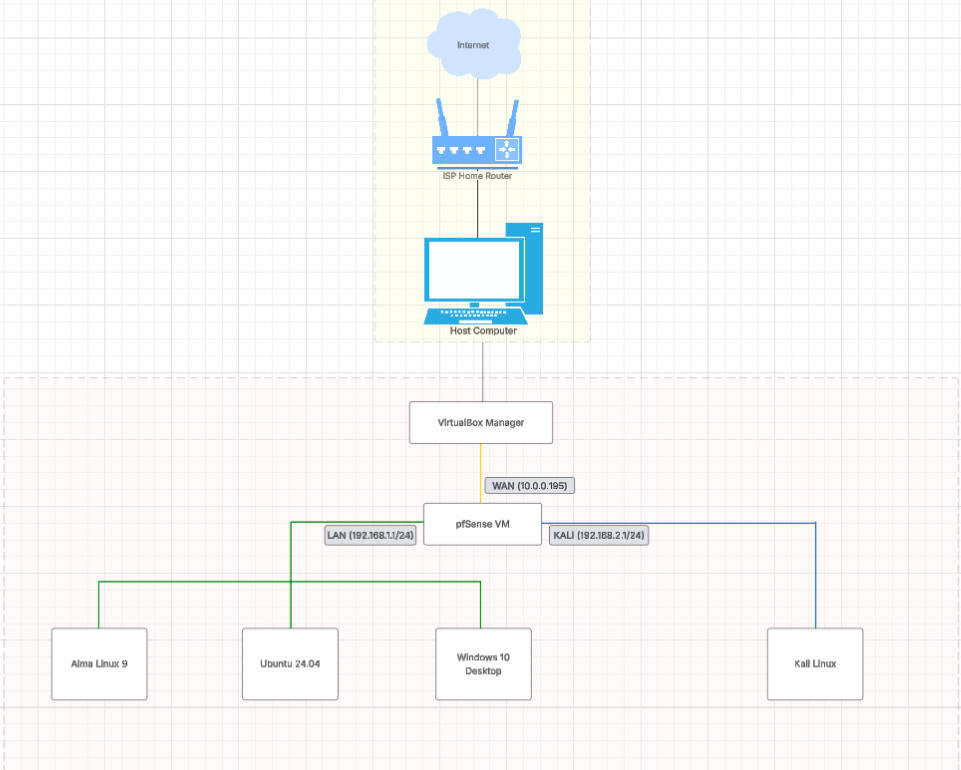 Internet
ISP Home Router
Host Computer
VirtualBox Manager
WAN (10.0.0.195)
pfSense VM
LAN (192.168.1.1/24)
KALI (192.168.2.1/24)
Alma Linux 9
Ubuntu 24.04
Windows 10
Desktop
Kali Linux